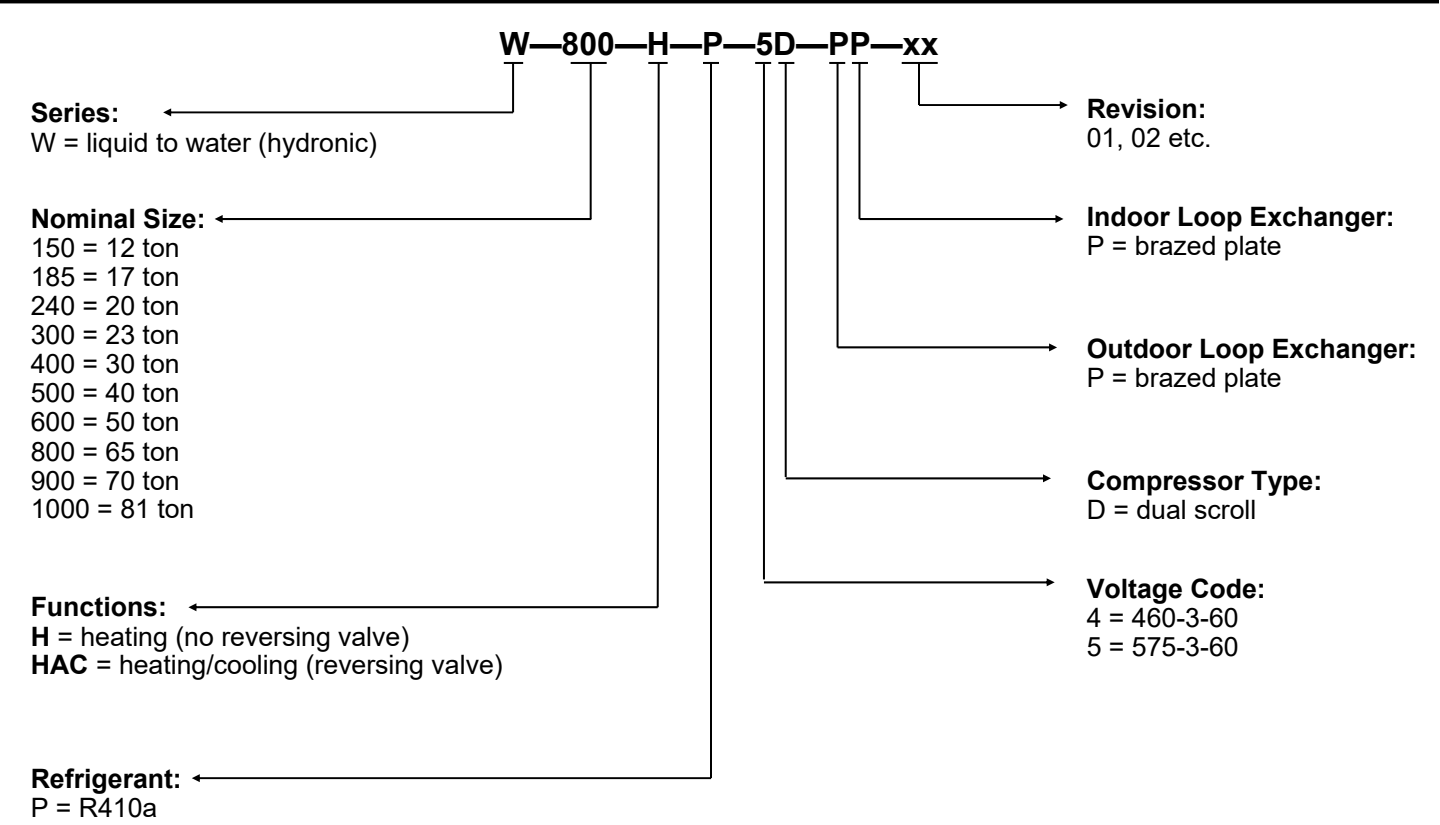 W—800—H—P—5D—PP—xx
Series:
W = liquid to water (hydronic)
Nominal Size:
150 = 12 ton
185 = 17 ton
240 = 20 ton
300 = 23 ton
400 = 30 ton
500 = 40 ton
600 = 50 ton
800 = 65 ton
900 = 70 ton
1000 = 81 ton
Functions:
H = heating (no reversing valve)
HAC = heating/cooling (reversing valve)
Refrigerant:
P = R410a
Revision:
01, 02 etc.
Indoor Loop Exchanger:
P = brazed plate
Outdoor Loop Exchanger:
P = brazed plate
Compressor Type:
D = dual scroll
Voltage Code:
4 = 460-3-60
5 = 575-3-60